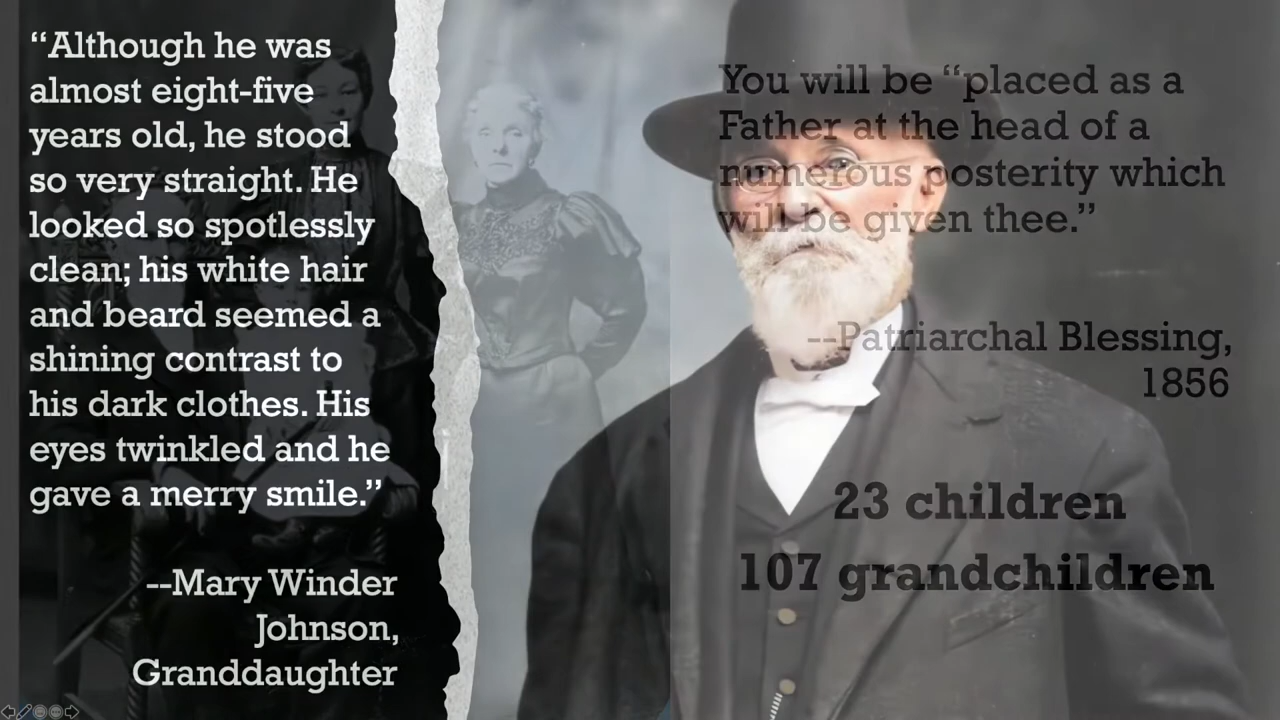 “Although he was
almost eight-five
years old, he stood
so very straight. He
looked so spotlessly
clean; his white hair
and beard seemed a
shining contrast to
his dark clothes. His
eyes twinkled and he
gave a merry smile.”
--Mary Winder
Johnson,
Granddaughter
You will be “placed as a
Father at the head of a
numerous posterity which
will be given thee.”
--Patriarchal Blessing,
1856
23 children
107 grandchildren